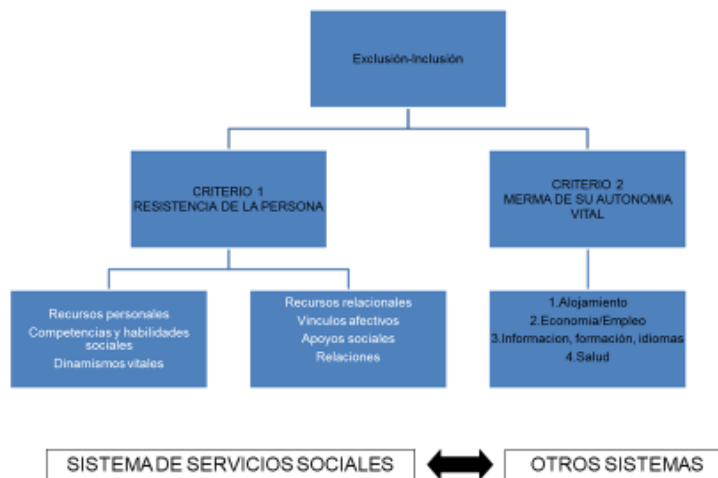 Exclusión-Inclusión
CRITERIO 1
RESISTENCIA DE LA PERSONA
CRITERIO 2
MERMA DE SU AUTONOMIA
VITAL
Recursos personales
Competencias y habilidades
sociales
Dinamismos vitales
Recursos relacionales
Vinculos afectivos
Apoyos sociales
Relaciones
1.Alojamiento
2.Economia/Empleo
3.Informacion, formación, idiomas
4.Salud
SISTEMA DE SERVICIOS SOCIALES
OTROS SISTEMAS